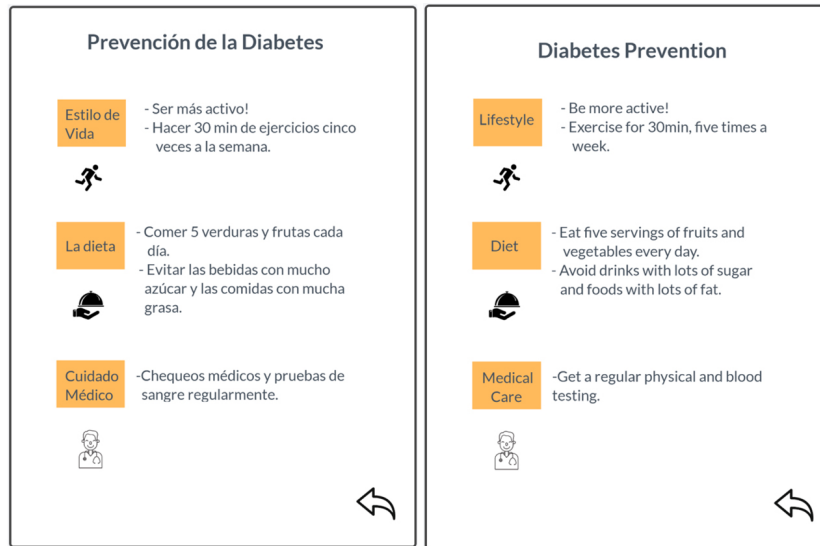 Prevención de la Diabetes
Estilo de
Vida
- Ser más activo!
- Hacer 30 min de ejercicios cinco
veces a la semana.
La dieta
- Comer 5 verduras y frutas cada
día.
- Evitar las bebidas con mucho
azúcar y las comidas con mucha
grasa.
Cuidado
Médico
-Chequeos médicos y pruebas de
sangre regularmente.
Diabetes Prevention
Lifestyle
- Be more active!
- Exercise for 30min, five times a
week.
Diet
- Eat five servings of fruits and
vegetables every day.
- Avoid drinks with lots of sugar
and foods with lots of fat.
Medical
Care
-Get a regular physical and blood
testing.